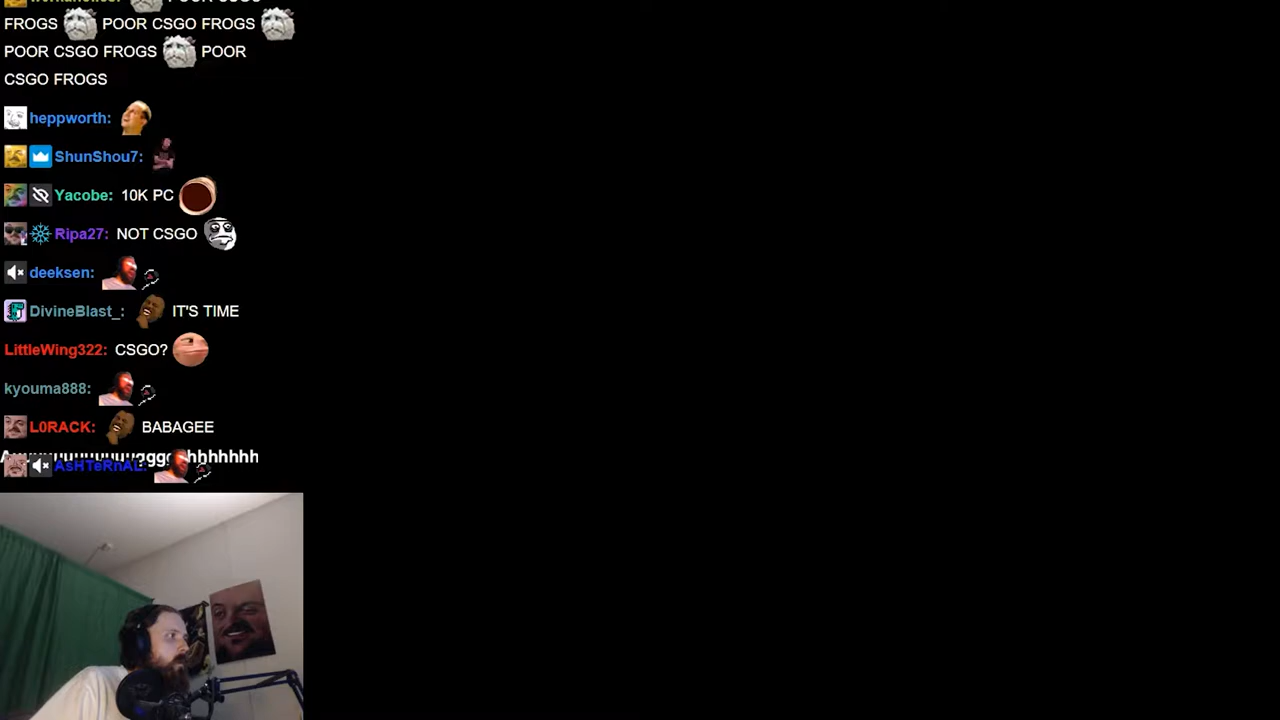 FROGS POOR CSGO FROGS
POOR CSGO FROGS POOR
CSGO FROGS
heppworth:
ShunShou7:
Yacobe: 10K PC
Ripa27: NOT CSGO
deeksen:
DivineBlast_: IT'S TIME
LittleWing322: CSGO?
kyouma888:
L0RACK: BABAGEE
AsHTeRnAL: